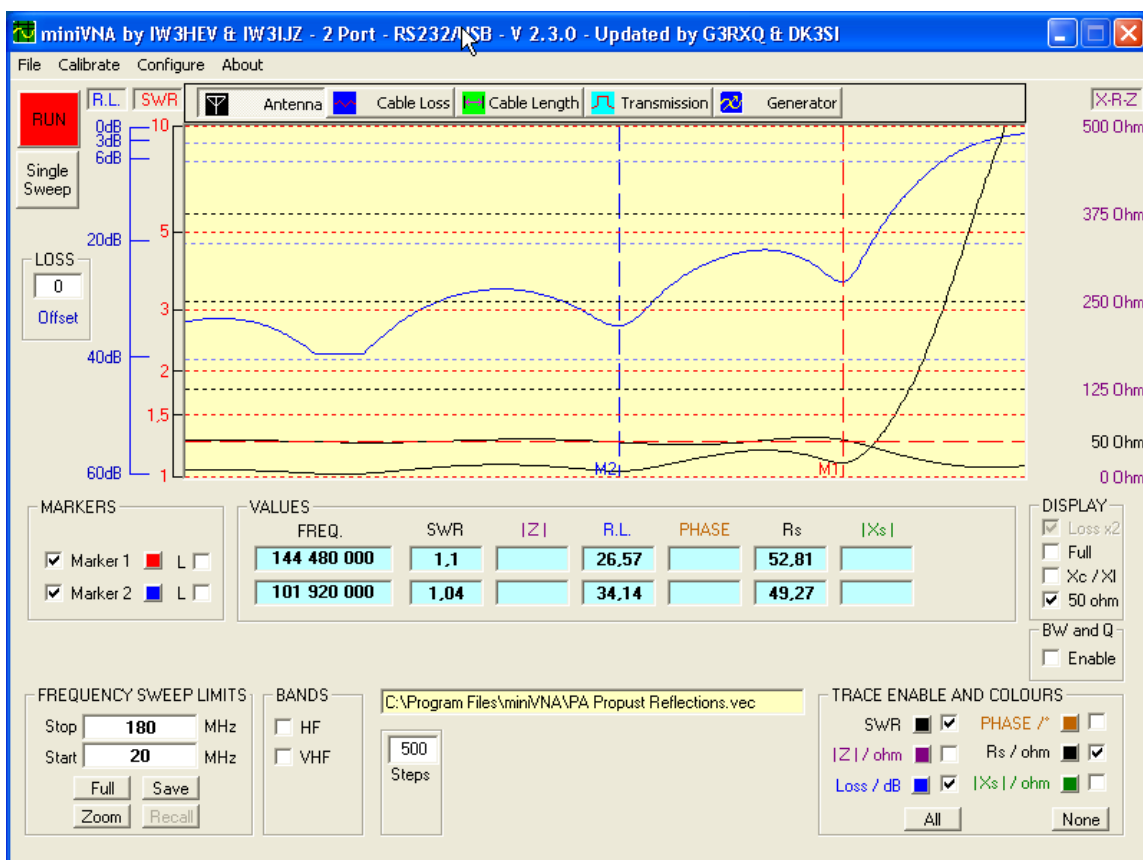 miniVNA by IW3HEV & IW3IJZ - 2 Port - RS232/USB - V 2.3.0 - Updated by G3RXQ & DK3SI
File Calibrate Configure About
RUN
Single
Sweep
R.L. SWR
Antenna Cable Loss Cable Length Transmission Generator
X-R-Z
0dB 10 500 Ohm
3dB
6dB
375 Ohm
20dB 5
LOSS
0
Offset
3 250 Ohm
40dB
2
125 Ohm
1,5
50 Ohm
60dB 1 M2 M1 0 Ohm
MARKERS
Marker 1 L
Marker 2 L
VALUES
FREQ. SWR |Z| R.L. PHASE Rs |Xs|
144 480 000 1,1 26,57 52,81
101 920 000 1,04 34,14 49,27
DISPLAY
Loss x2
Full
Xc / Xl
50 ohm
BW and Q
Enable
FREQUENCY SWEEP LIMITS
Stop 180 MHz
Start 20 MHz
Full Save
Zoom Recall
BANDS
HF
VHF
C:\Program Files\miniVNA\PA Propust Reflections.vec
500
Steps
TRACE ENABLE AND COLOURS
SWR PHASE /°
|Z| / ohm Rs / ohm
Loss / dB |Xs| / ohm
All None